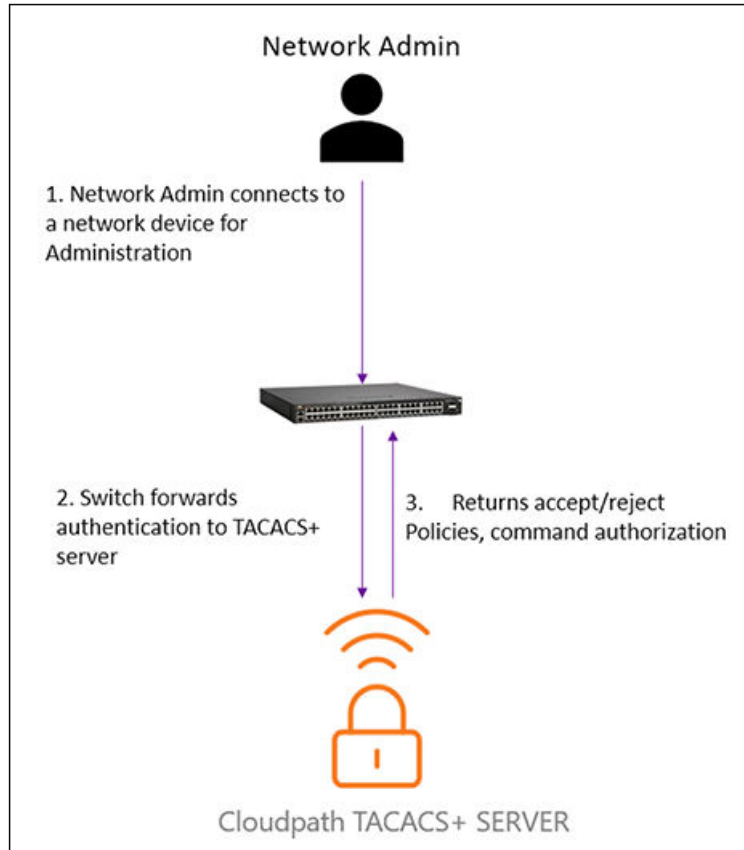 Network Admin
1. Network Admin connects to
a network device for
Administration
2. Switch forwards
authentication to TACACS+
server
3. Returns accept/reject
Policies, command authorization
Cloudpath TACACS+ SERVER